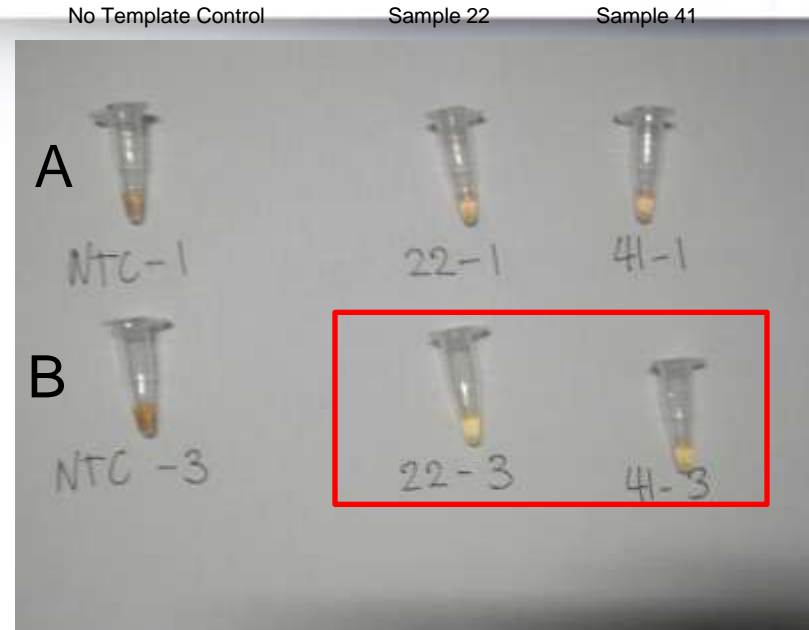 No Template Control Sample 22 Sample 41
A
NTC-1 22-1 41-1
B
NTC -3 22-3 41-3